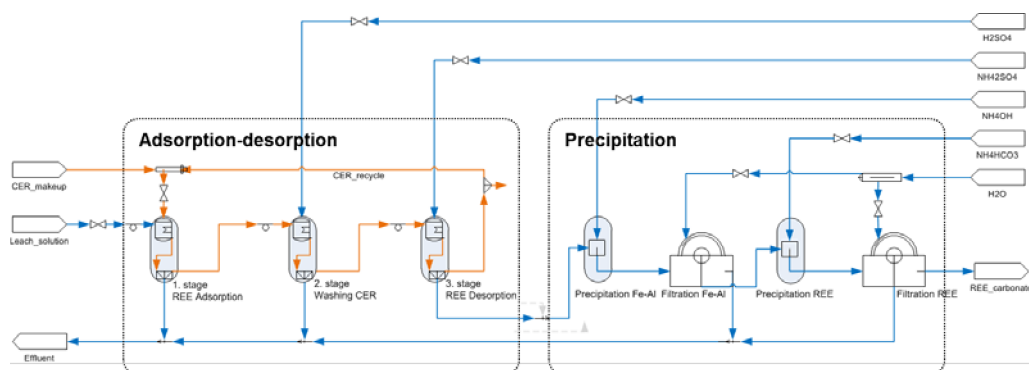 H2SO4
NH42SO4
NH4OH
Adsorption-desorption
Precipitation
NH4HCO3
CER_makeup
CER_recycle
H2O
Leach_solution
1. stage
REE Adsorption
2. stage
Washing CER
3. stage
REE Desorption
Precipitation Fe-Al
Filtration Fe-Al
Precipitation REE
Filtration REE
REE_carbonate
Effluent